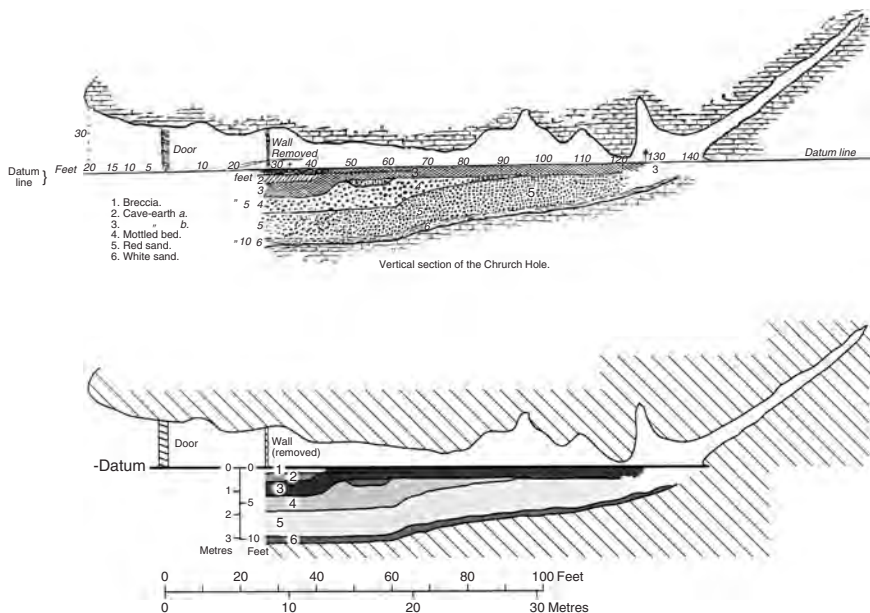 30
Door
Wall
Removed
Feet 20 15 10 5 10 20 30 + 40 50 60 70 80 90 100 110 120 130 140 Datum line
Datum
line }
feet 2
3
3
3
" 5 4
5
5
5
" 10 6
6
1. Breccia.
2. Cave-earth a.
3. " b.
4. Mottled bed.
5. Red sand.
6. White sand.
Vertical section of the Chrurch Hole.
Door
Wall
(removed)
-Datum
0 0
1
2
3
4
5
6
1
5
2
3 10
Metres Feet
0 20 40 60 80 100 Feet
0 10 20 30 Metres